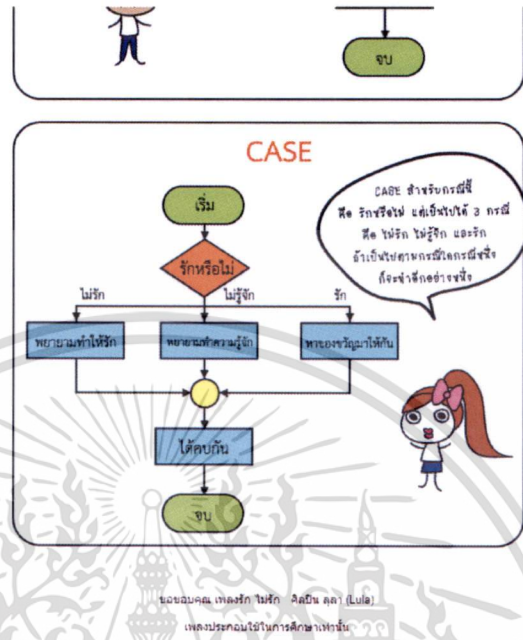 จบ
CASE
เริ่ม
รักหรือไม่
ไม่รัก ไม่รู้จัก รัก
พยายามทำให้รัก พยายามทำความรู้จัก หาของขวัญมาให้กัน
ได้คบกัน
จบ
CASE สำหรับกรณีนี้
คือ รักหรือไม่ แต่เป็นไปได้ 3 กรณี
คือ ไม่รัก ไม่รู้จัก และรัก
ถ้าเป็นไปตามกรณีใดกรณีหนึ่ง
ก็จะทำอีกอย่างหนึ่ง
ขอขอบคุณ เพลงรัก ไม่รัก ศิลปิน ลุลา (Lula)
เพลงประกอบใช้ในการศึกษาเท่านั้น